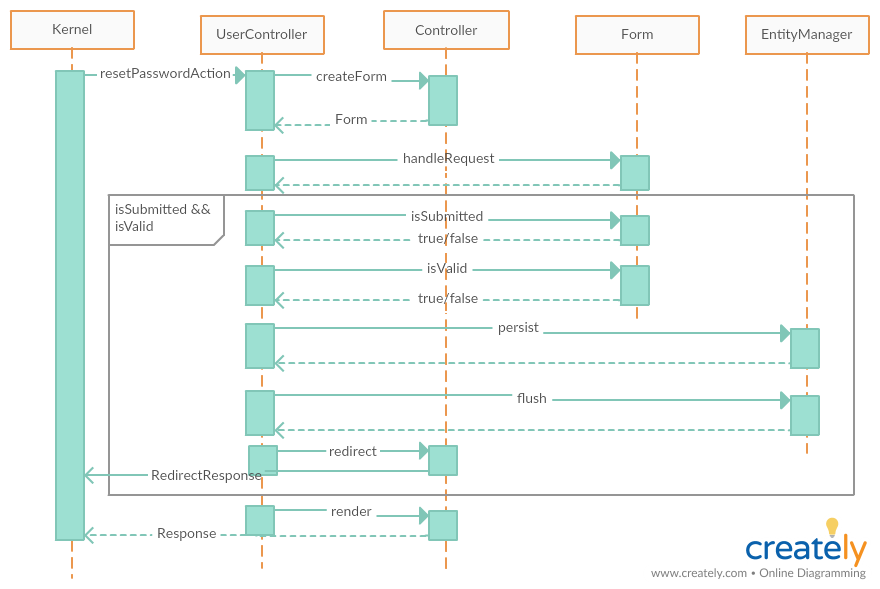 Kernel
UserController
Controller
Form
EntityManager
resetPasswordAction
createForm
Form
handleRequest
isSubmitted &&
isValid
isSubmitted
true/false
isValid
true/false
persist
flush
redirect
RedirectResponse
render
Response
creately
www.creately.com • Online Diagramming